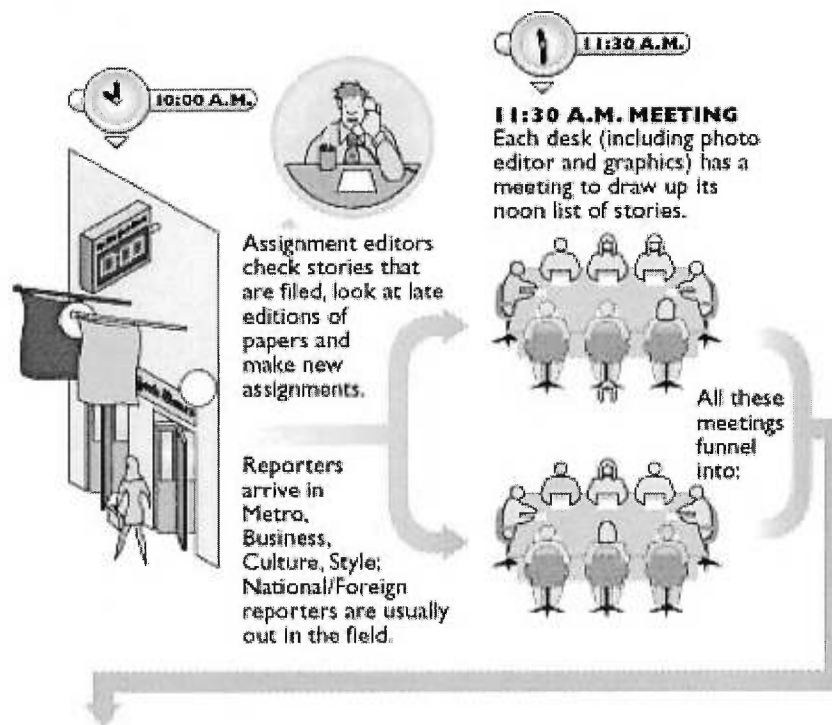 10:00 A.M.
Assignment editors
check stories that
are filed, look at late
editions of
papers and
make new
assignments.
Reporters
arrive in
Metro,
Business,
Culture, Style;
National/Foreign
reporters are usually
out in the field.
11:30 A.M.
11:30 A.M. MEETING
Each desk (including photo
editor and graphics) has a
meeting to draw up its
noon list of stories.
All these
meetings
funnel
into: